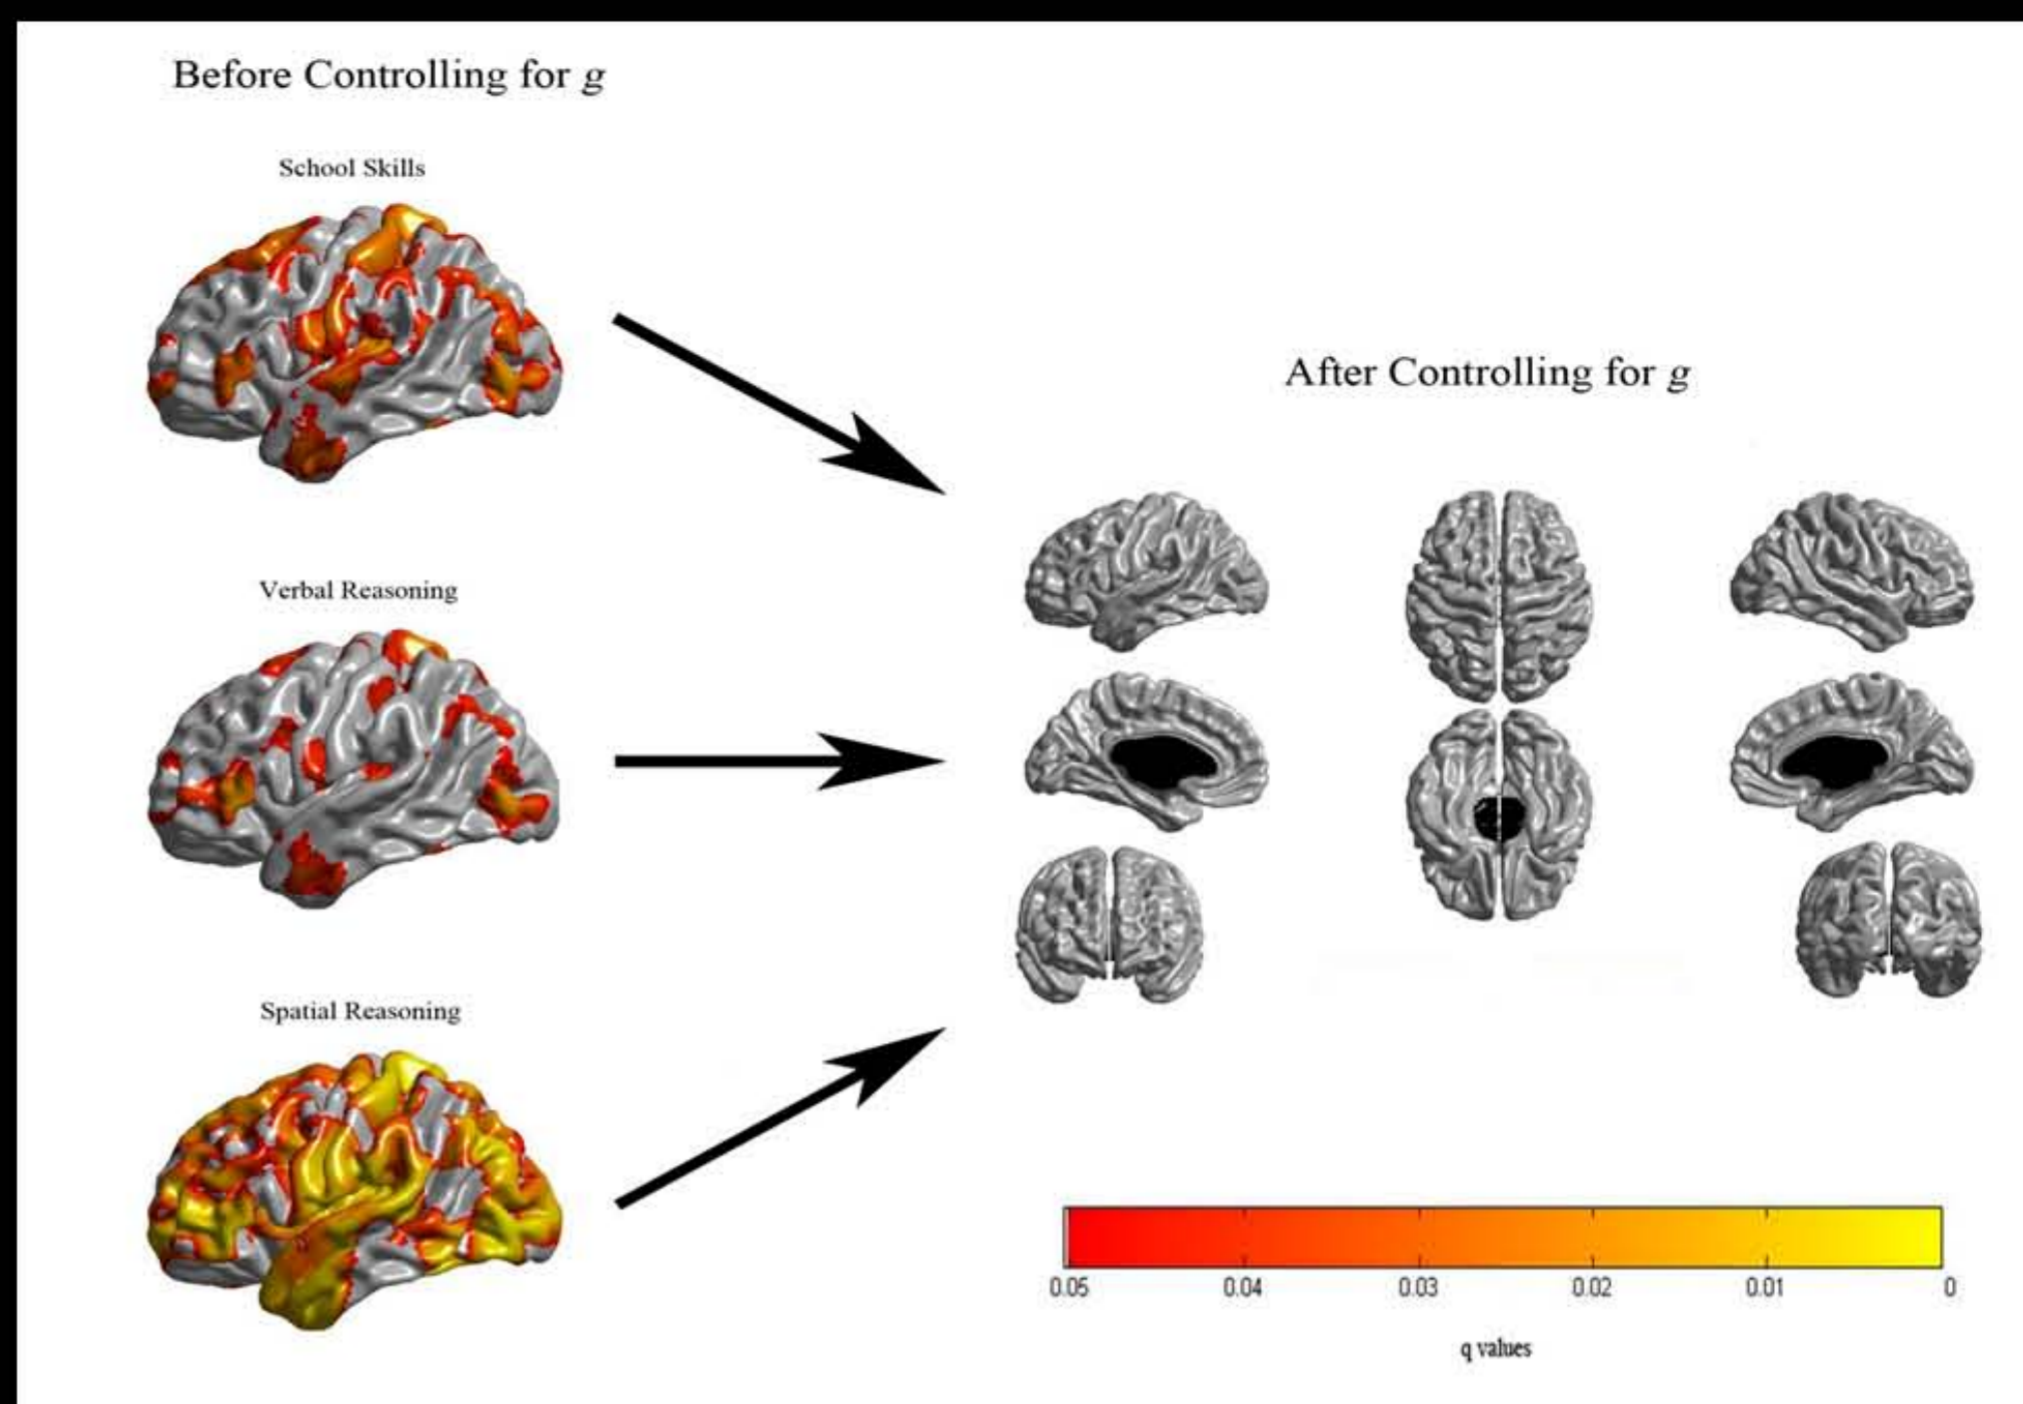 Before Controlling for g
School Skills
Verbal Reasoning
Spatial Reasoning
After Controlling for g
0.05 0.04 0.03 0.02 0.01 0
q values